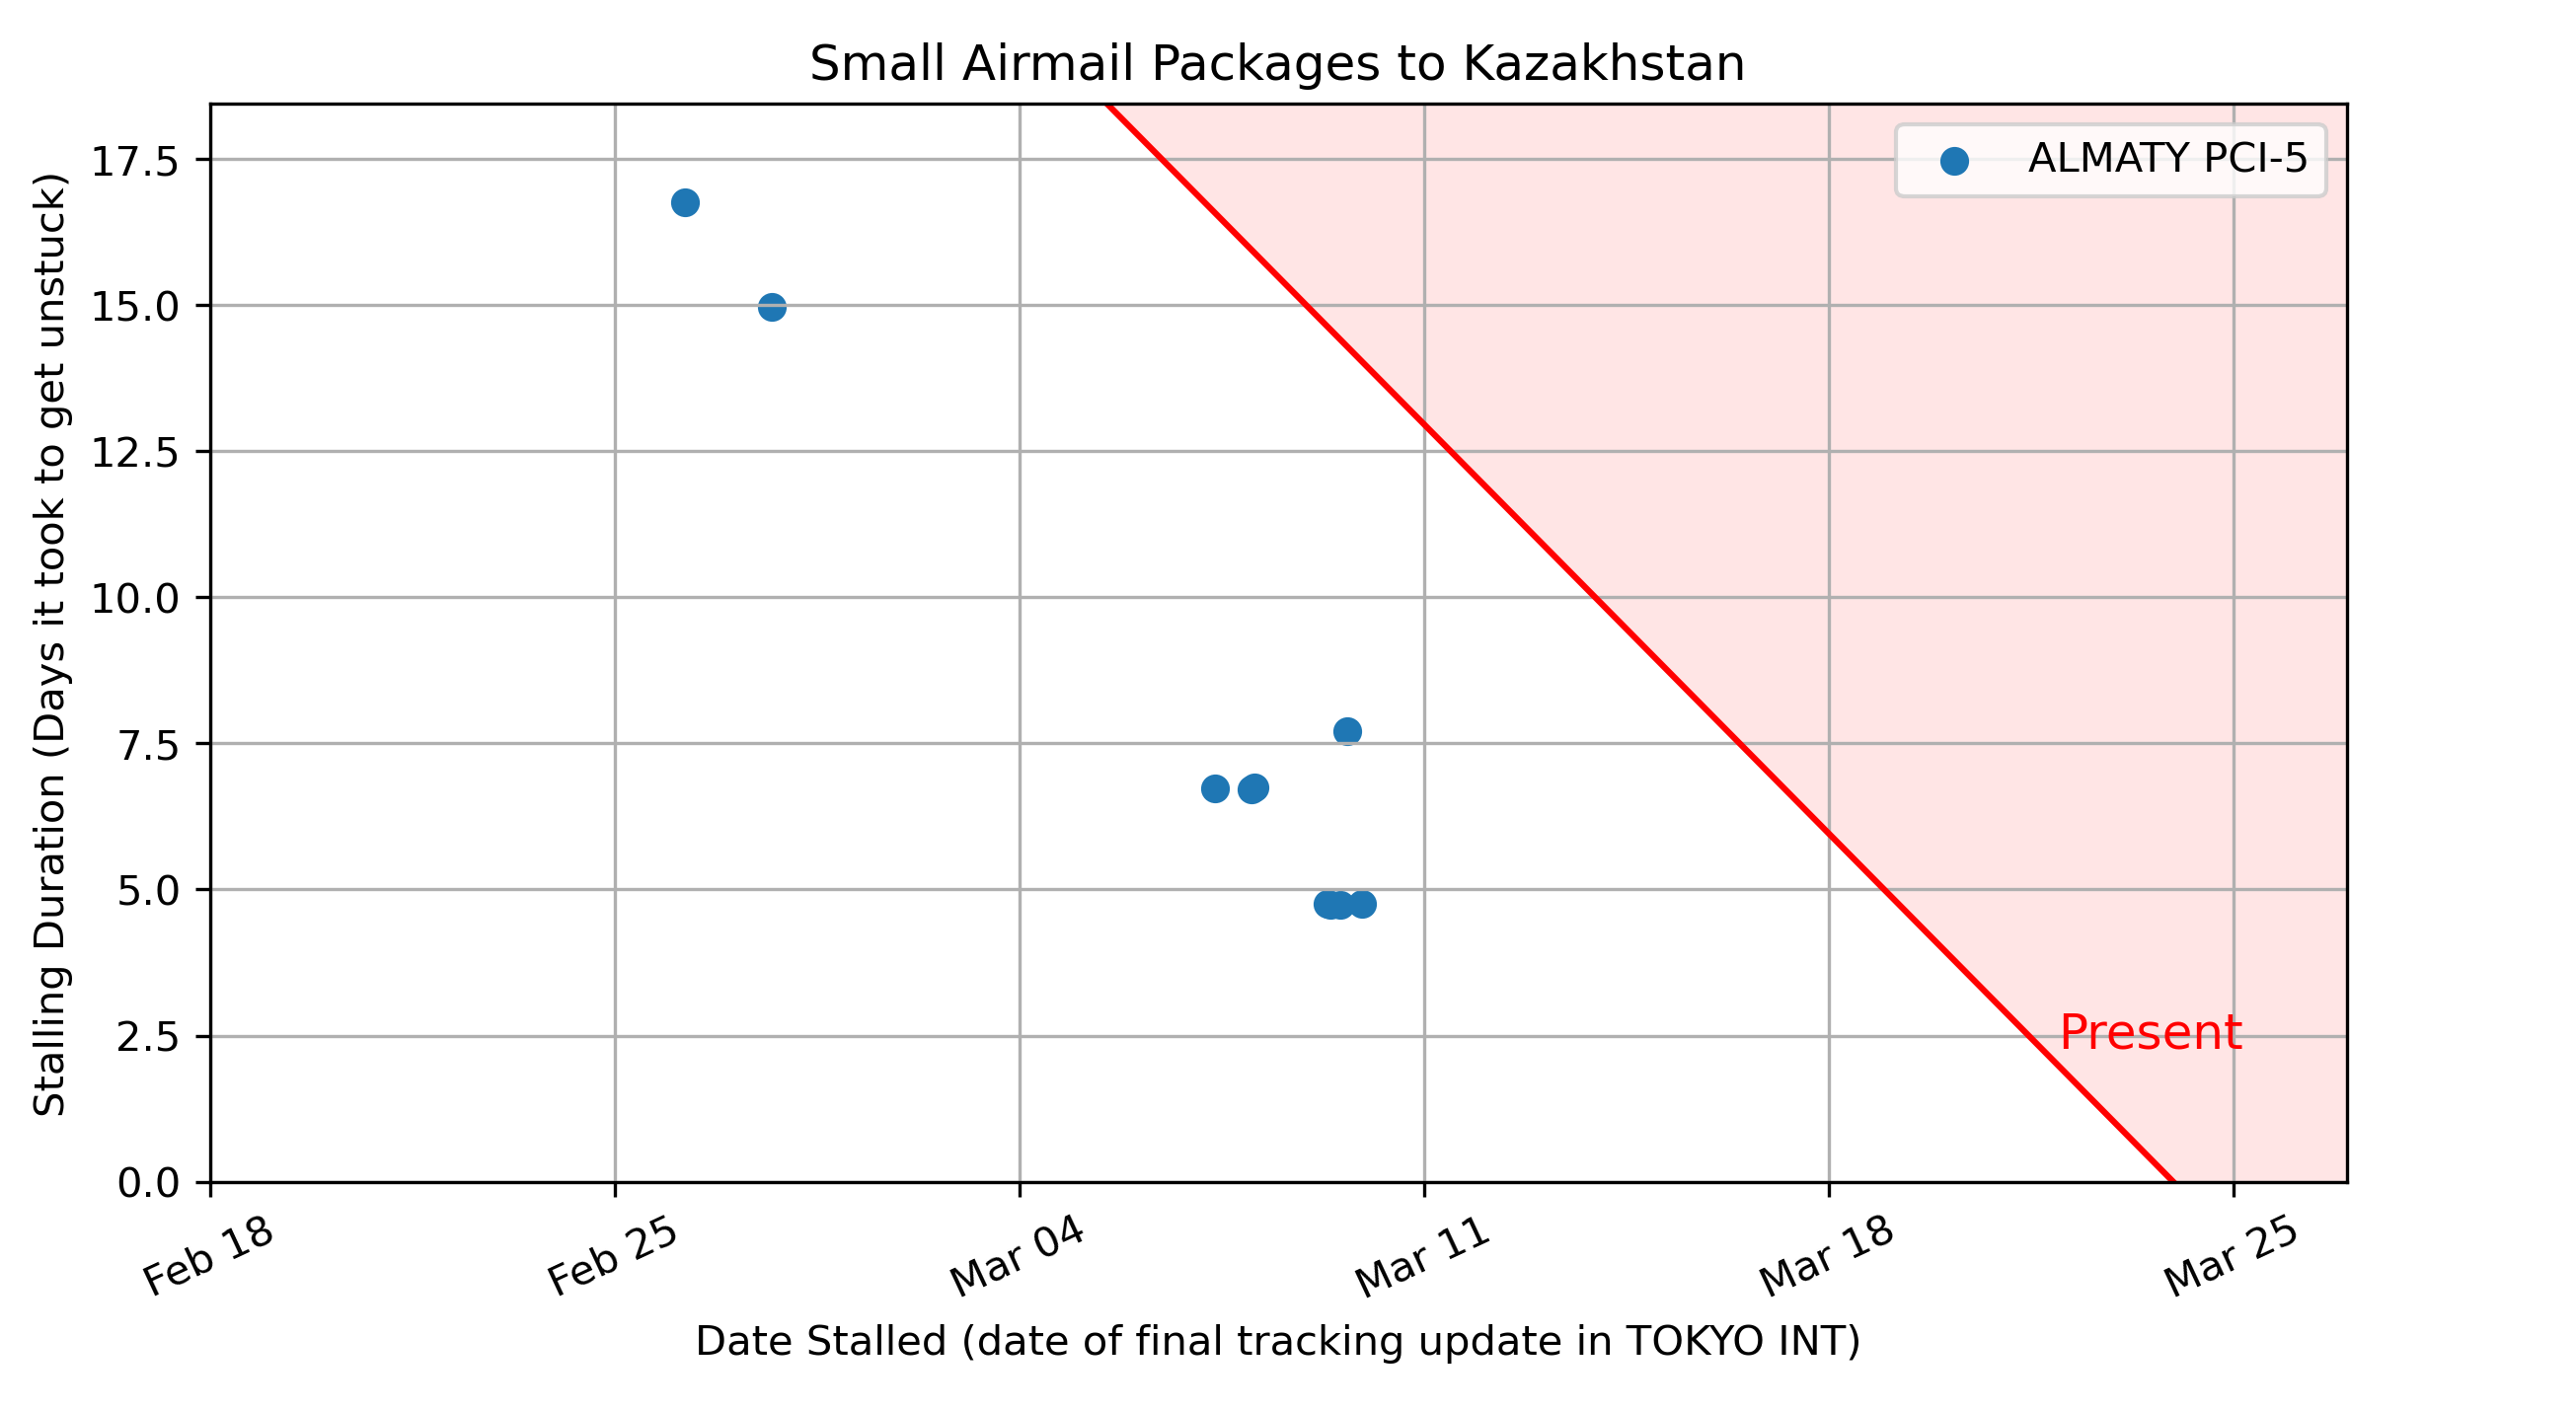 Small Airmail Packages to Kazakhstan
ALMATY PCI-5
Stalling Duration (Days it took to get unstuck)
17.5
15.0
12.5
10.0
7.5
5.0
2.5
0.0
Present
Feb 18
Feb 25
Mar 04
Mar 11
Mar 18
Mar 25
Date Stalled (date of final tracking update in TOKYO INT)